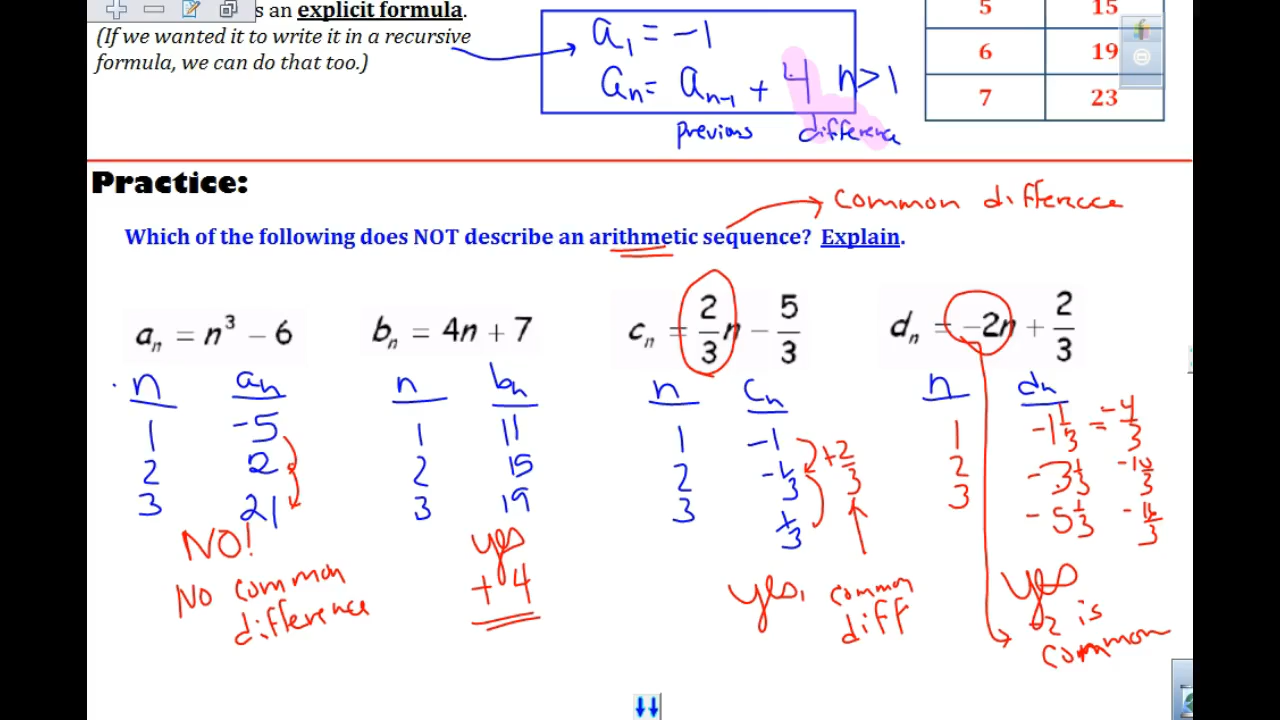 s an explicit formula.
(If we wanted it to write it in a recursive
formula, we can do that too.)
a₁ = -1
aₙ = aₙ₋₁ + 4 n > 1
previous difference
5 15
6 19
7 23
Practice:
common difference
Which of the following does NOT describe an arithmetic sequence? Explain.
aₙ = n³ - 6
n aₙ
1 -5
2 2
3 21
NO!
No common
difference
bₙ = 4n + 7
n bₙ
1 11
2 15
3 19
yes
+4
cₙ = 2/3 n - 5/3
n cₙ
1 -1
2 -1/3
3 1/3
+2/3
yes, common
diff
dₙ = -2n + 2/3
n dₙ
1 -1 1/3 = -4/3
2 -3 1/3 -10/3
3 -5 1/3 -16/3
yes
-2 is
common